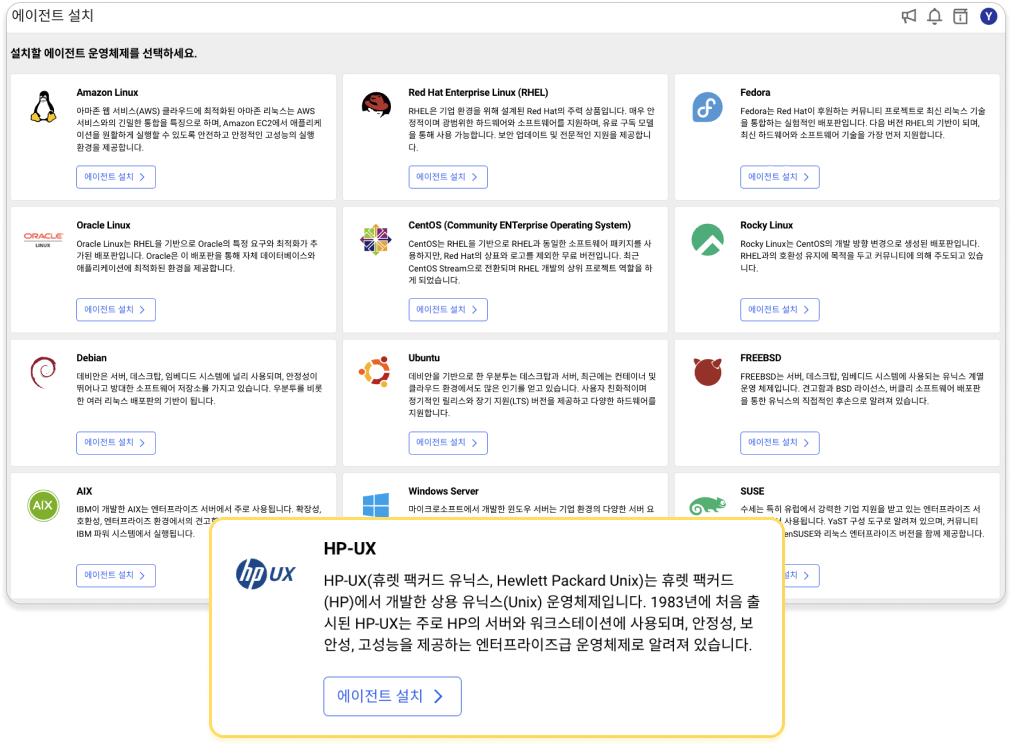 에이전트 설치
Y
설치할 에이전트 운영체제를 선택하세요.
Amazon Linux
아마존 웹 서비스(AWS) 클라우드에 최적화된 아마존 리눅스는 AWS
서비스와의 긴밀한 통합을 특징으로 하며, Amazon EC2에서 애플리케
이션을 원활하게 실행할 수 있도록 안전하고 안정적인 고성능의 실행
환경을 제공합니다.
에이전트 설치
Red Hat Enterprise Linux (RHEL)
RHEL은 기업 환경을 위해 설계된 Red Hat의 주력 상품입니다. 매우 안
정적이며 광범위한 하드웨어와 소프트웨어를 지원하며, 유료 구독 모델
을 통해 사용 가능합니다. 보안 업데이트 및 전문적인 지원을 제공합니
다.
에이전트 설치
Fedora
Fedora는 Red Hat이 후원하는 커뮤니티 프로젝트로 최신 리눅스 기술
을 통합하는 실험적인 배포판입니다. 다음 버전 RHEL의 기반이 되며,
최신 하드웨어와 소프트웨어 기술을 가장 먼저 지원합니다.
에이전트 설치
ORACLE
LINUX
Oracle Linux
Oracle Linux는 RHEL을 기반으로 Oracle의 특정 요구와 최적화가 추
가된 배포판입니다. Oracle은 이 배포판을 통해 자체 데이터베이스와
애플리케이션에 최적화된 환경을 제공합니다.
에이전트 설치
CentOS (Community ENTerprise Operating System)
CentOS는 RHEL을 기반으로 RHEL과 동일한 소프트웨어 패키지를 사
용하지만, Red Hat의 상표와 로고를 제외한 무료 버전입니다. 최근
CentOS Stream으로 전환되며 RHEL 개발의 상위 프로젝트 역할을 하
게 되었습니다.
에이전트 설치
Rocky Linux
Rocky Linux는 CentOS의 개발 방향 변경으로 생성된 배포판입니다.
RHEL과의 호환성 유지에 목적을 두고 커뮤니티에 의해 주도되고 있습
니다.
에이전트 설치
Debian
데비안은 서버, 데스크탑, 임베디드 시스템에 널리 사용되며, 안정성이
뛰어나고 방대한 소프트웨어 저장소를 가지고 있습니다. 우분투를 비롯
한 여러 리눅스 배포판의 기반이 됩니다.
에이전트 설치
Ubuntu
데비안을 기반으로 한 우분투는 데스크탑과 서버, 최근에는 컨테이너 및
클라우드 환경에서도 많은 인기를 얻고 있습니다. 사용자 친화적이며
정기적인 릴리스와 장기 지원(LTS) 버전을 제공하고 다양한 하드웨어를
지원합니다.
에이전트 설치
FREEBSD
FREEBSD는 서버, 데스크탑, 임베디드 시스템에 사용되는 유닉스 계열
운영 체제입니다. 견고함과 BSD 라이선스, 버클리 소프트웨어 배포판
을 통한 유닉스의 직접적인 후손으로 알려져 있습니다.
에이전트 설치
AIX
AIX
IBM이 개발한 AIX는 엔터프라이즈 서버에서 주로 사용됩니다. 확장성,
호환성, 엔터프라이즈 환경에서의 견고
IBM 파워 시스템에서 실행됩니다.
에이전트 설치
Windows Server
마이크로소프트에서 개발한 윈도우 서버는 기업 환경의 다양한 서버 요
SUSE
수세는 특히 유럽에서 강력한 기업 지원을 받고 있는 엔터프라이즈 서
사용됩니다. YaST 구성 도구로 알려져 있으며, 커뮤니티
enSUSE와 리눅스 엔터프라이즈 버전을 함께 제공합니다.
설치
hp UX
HP-UX
HP-UX(휴렛 팩커드 유닉스, Hewlett Packard Unix)는 휴렛 팩커드
(HP)에서 개발한 상용 유닉스(Unix) 운영체제입니다. 1983년에 처음 출
시된 HP-UX는 주로 HP의 서버와 워크스테이션에 사용되며, 안정성, 보
안성, 고성능을 제공하는 엔터프라이즈급 운영체제로 알려져 있습니다.
에이전트 설치